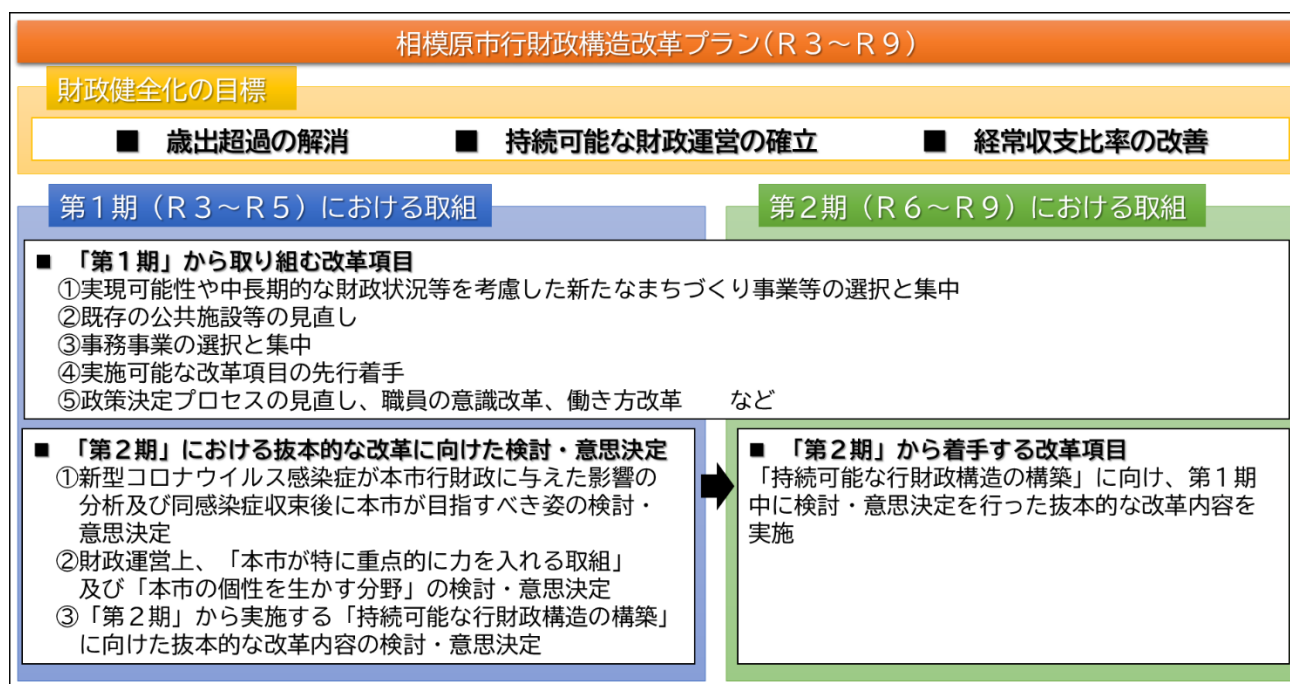 相模原市行財政構造改革プラン(R3～R9)
財政健全化の目標
■ 歳出超過の解消 ■ 持続可能な財政運営の確立 ■ 経常収支比率の改善
第1期（R3～R5）における取組
第2期（R6～R9）における取組
■ 「第1期」から取り組む改革項目
①実現可能性や中長期的な財政状況等を考慮した新たなまちづくり事業等の選択と集中
②既存の公共施設等の見直し
③事務事業の選択と集中
④実施可能な改革項目の先行着手
⑤政策決定プロセスの見直し、職員の意識改革、働き方改革 など
■ 「第2期」における抜本的な改革に向けた検討・意思決定
①新型コロナウイルス感染症が本市行財政に与えた影響の
分析及び同感染症収束後に本市が目指すべき姿の検討・
意思決定
②財政運営上、「本市が特に重点的に力を入れる取組」
及び「本市の個性を生かす分野」の検討・意思決定
③「第2期」から実施する「持続可能な行財政構造の構築」
に向けた抜本的な改革内容の検討・意思決定
■ 「第2期」から着手する改革項目
「持続可能な行財政構造の構築」に向け、第1期
中に検討・意思決定を行った抜本的な改革内容を
実施